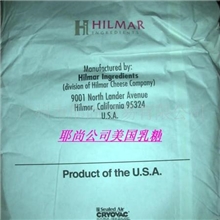 HILMAR
INGREDIENTS
Manufactured by:
Hilmar Ingredients
(division of Hilmar Cheese Company)
9001 North Lander Avenue
Hilmar, California 95324
U.S.A.
耶尚公司美国乳糖
Product of the U.S.A.
Sealed Air
CRYOVAC